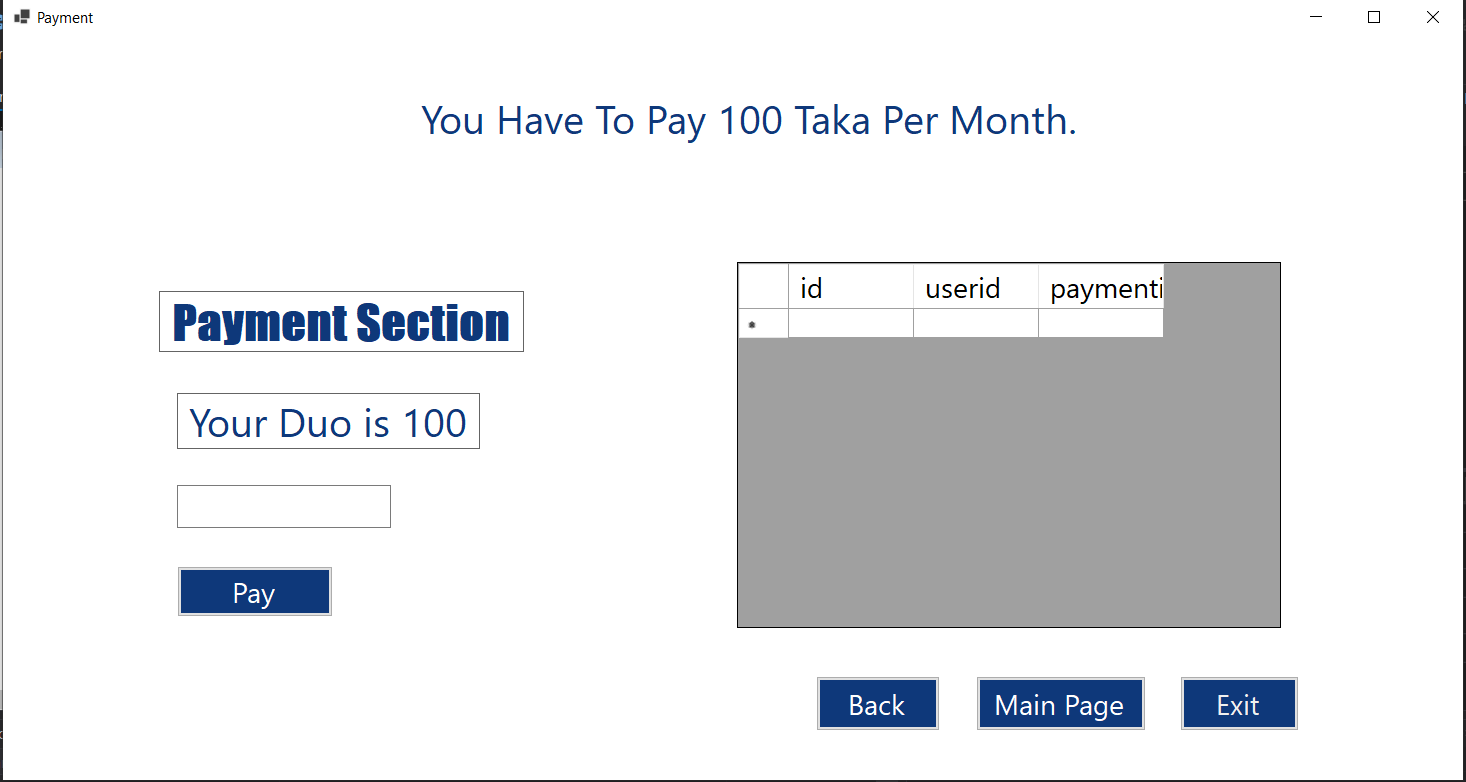 Payment
You Have To Pay 100 Taka Per Month.
Payment Section
Your Duo is 100
Pay
id userid paymenti
Back Main Page Exit